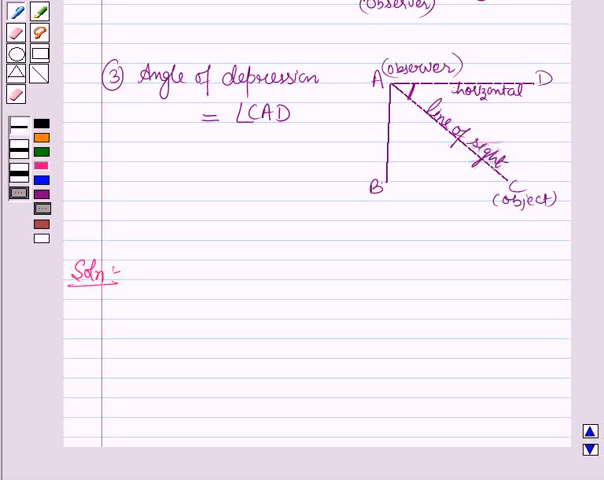 (Observer)
③ Angle of depression
= ∠CAD
A (observer)
horizontal D
line of sight
B
C
(object)
Soln :-